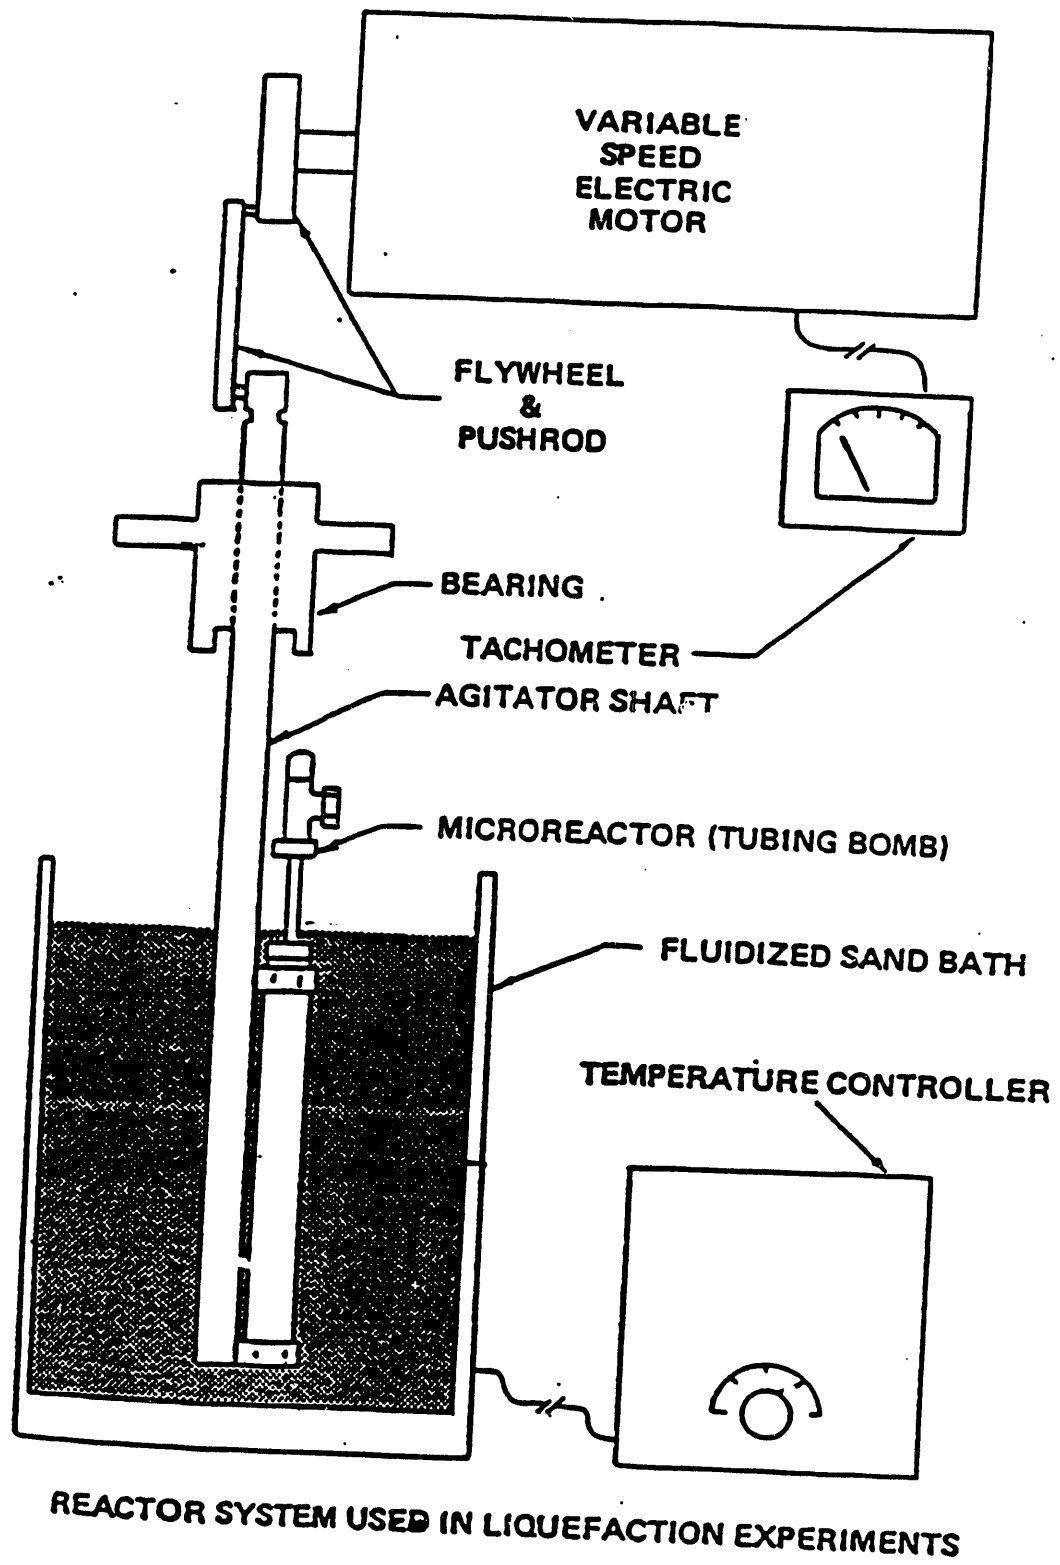 VARIABLE
SPEED
ELECTRIC
MOTOR
FLYWHEEL
&
PUSHROD
BEARING
TACHOMETER
AGITATOR SHAFT
MICROREACTOR (TUBING BOMB)
FLUIDIZED SAND BATH
TEMPERATURE CONTROLLER
REACTOR SYSTEM USED IN LIQUEFACTION EXPERIMENTS